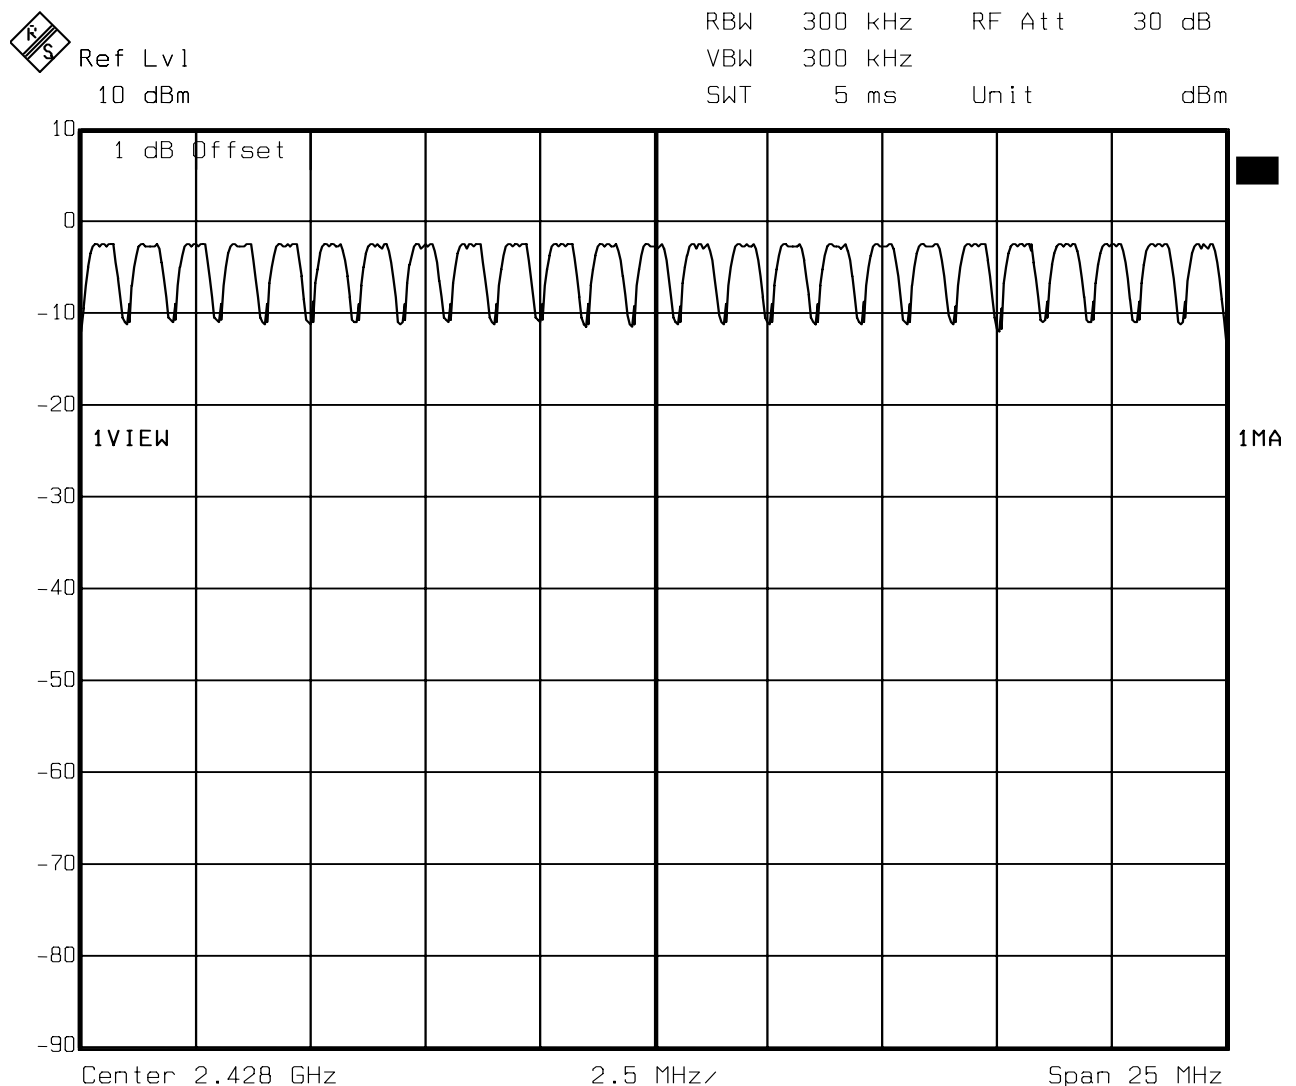 RBW 300 kHz RF Att 30 dB
R S
Ref Lvl VBW 300 kHz
10 dBm SWT 5 ms Unit dBm
10
1 dB Offset
0
-10
-20
1VIEW 1MA
-30
-40
-50
-60
-70
-80
-90
Center 2.428 GHz 2.5 MHz/ Span 25 MHz